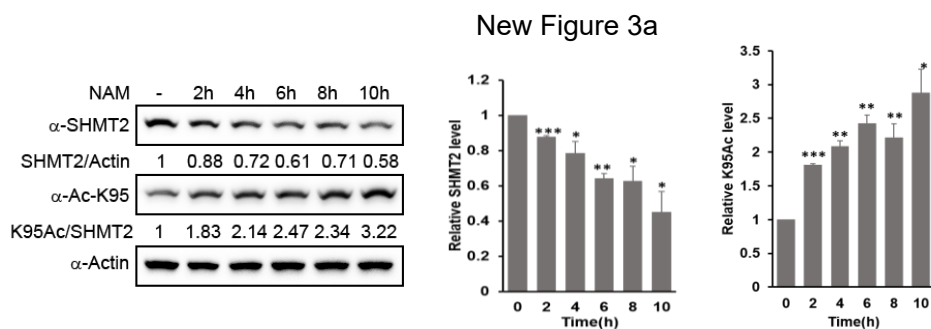 New Figure 3a
NAM - 2h 4h 6h 8h 10h
α-SHMT2
SHMT2/Actin 1 0.88 0.72 0.61 0.71 0.58
α-Ac-K95
K95Ac/SHMT2 1 1.83 2.14 2.47 2.34 3.22
α-Actin
Relative SHMT2 level
1.2
1
0.8
0.6
0.4
0.2
0
*** * ** * *
0 2 4 6 8 10
Time(h)
Relative K95Ac level
3.5
3
2.5
2
1.5
1
0.5
0
*** ** ** ** *
0 2 4 6 8 10
Time(h)